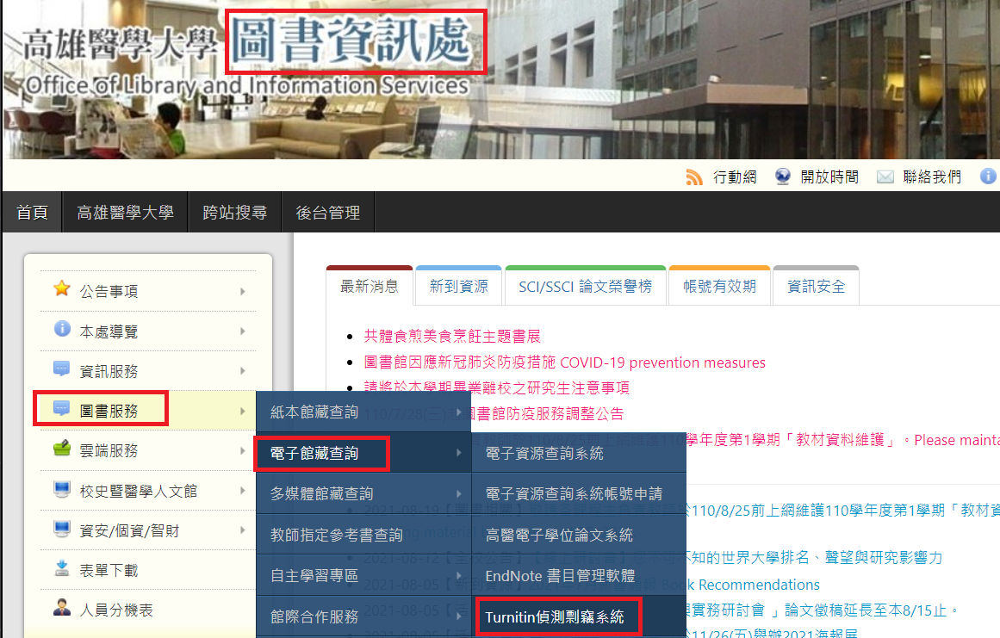 高雄醫學大學 圖書資訊處
Office of Library and Information Services
行動網 開放時間 聯絡我們
首頁 高雄醫學大學 跨站搜尋 後台管理
最新消息 新到資源 SCI/SSCI 論文榮譽榜 帳號有效期 資訊安全
公告事項
本處導覽
資訊服務
圖書服務
雲端服務
校史暨醫學人文館
資安/個資/智財
表單下載
人員分機表
紙本館藏查詢
電子館藏查詢
多媒體館藏查詢
教師指定參考書查詢
自主學習專區
館際合作服務
電子資源查詢系統
電子資源查詢系統帳號申請
高醫電子學位論文系統
EndNote 書目管理軟體
Turnitin偵測剽竊系統
共體食煎美食烹飪主題書展
圖書館因應新冠肺炎防疫措施 COVID-19 prevention measures
請將於本學期畢業離校之研究生注意事項
110/7/28(三)起圖書館防疫服務調整公告
110/8/25前上網維護110學年度第1學期「教材資料維護」。Please mainta
2021-08-19 於110/8/25前上網維護110學年度第1學期「教材資
2021-08-12 不可不知的世界大學排名、聲望與研究影響力
2021-08-05 Book Recommendations
2021-08-05 實務研討會 」論文徵稿延長至本8/15止。
11/26(五)舉辦2021海報展